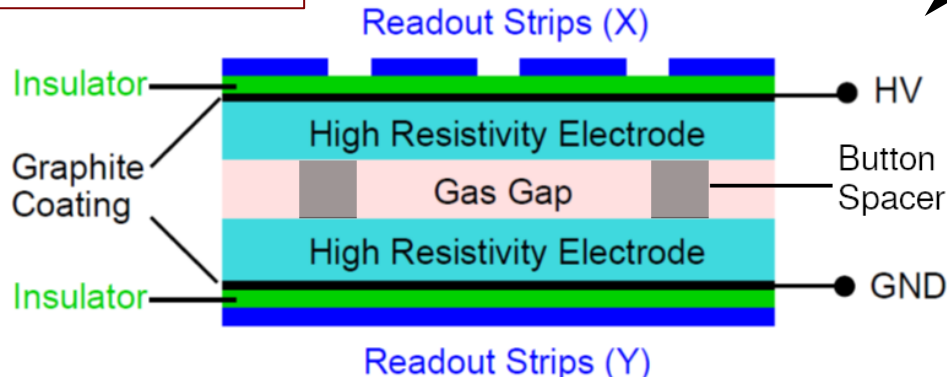 Readout Strips (X)
Insulator
HV
High Resistivity Electrode
Graphite
Coating
Button
Spacer
Gas Gap
High Resistivity Electrode
Insulator
GND
Readout Strips (Y)